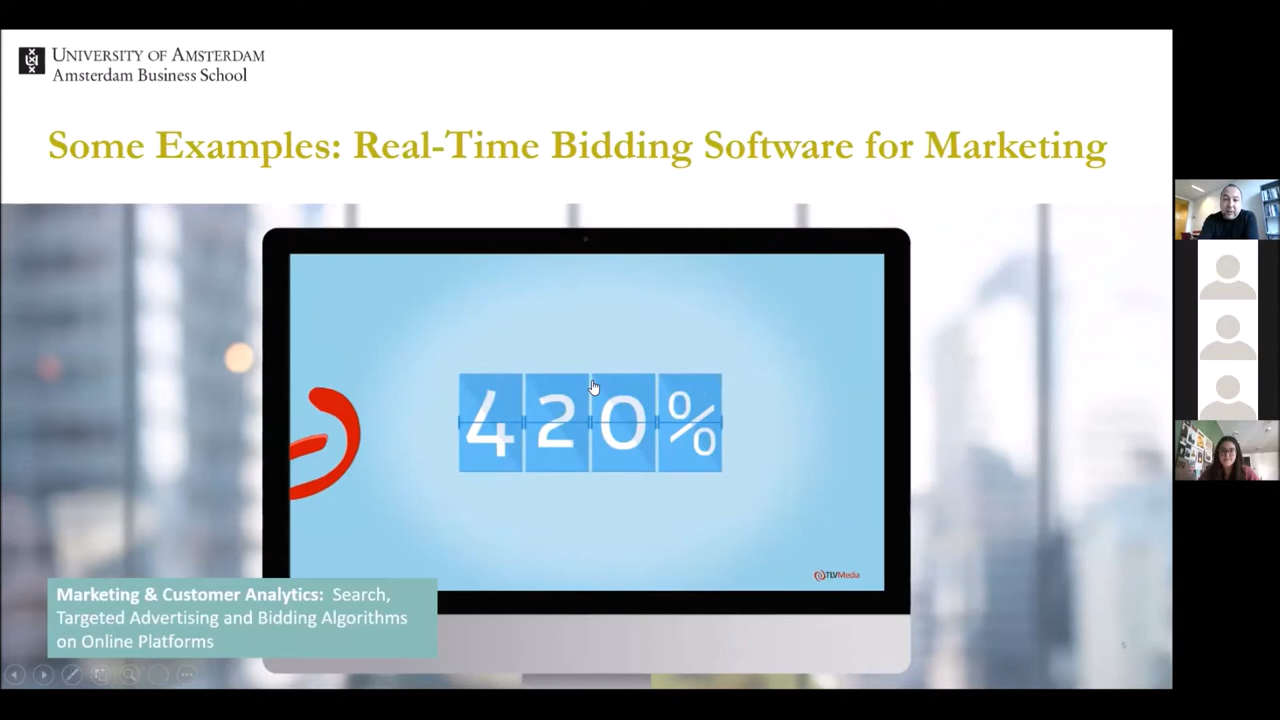 UNIVERSITY OF AMSTERDAM
Amsterdam Business School
Some Examples: Real-Time Bidding Software for Marketing
420%
TLVMedia
Marketing & Customer Analytics: Search,
Targeted Advertising and Bidding Algorithms
on Online Platforms
5